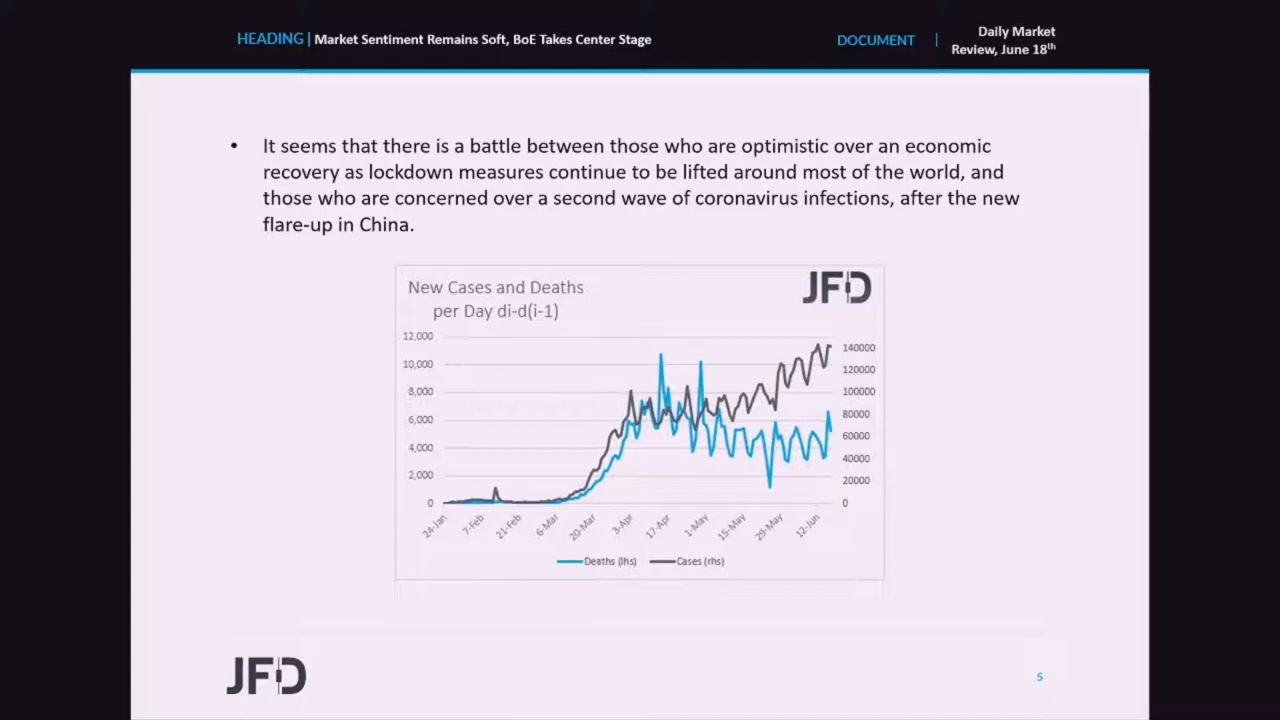 HEADING | Market Sentiment Remains Soft, BoE Takes Center Stage
DOCUMENT | Daily Market
Review, June 18th
• It seems that there is a battle between those who are optimistic over an economic
recovery as lockdown measures continue to be lifted around most of the world, and
those who are concerned over a second wave of coronavirus infections, after the new
flare-up in China.
New Cases and Deaths
per Day di-d(i-1)
JFD
12,000
10,000
8,000
6,000
4,000
2,000
0
140000
120000
100000
80000
60000
40000
20000
0
24-Jan
7-Feb
21-Feb
6-Mar
20-Mar
3-Apr
17-Apr
1-May
15-May
29-May
12-Jun
Deaths (lhs) Cases (rhs)
JFD
5